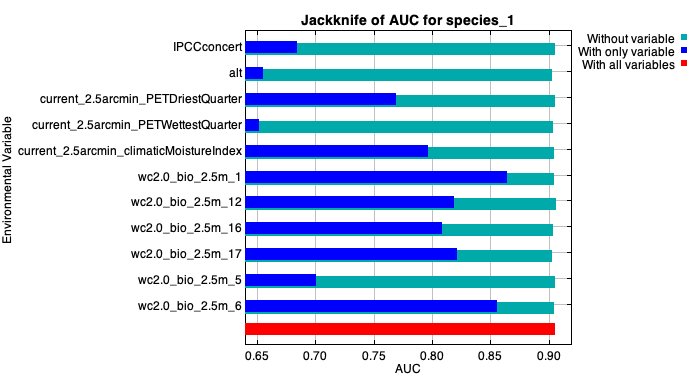 Jackknife of AUC for species_1
Without variable
With only variable
With all variables
Environmental Variable
IPCCconcert
alt
current_2.5arcmin_PETDriestQuarter
current_2.5arcmin_PETWettestQuarter
current_2.5arcmin_climaticMoistureIndex
wc2.0_bio_2.5m_1
wc2.0_bio_2.5m_12
wc2.0_bio_2.5m_16
wc2.0_bio_2.5m_17
wc2.0_bio_2.5m_5
wc2.0_bio_2.5m_6
0.65 0.70 0.75 0.80 0.85 0.90
AUC